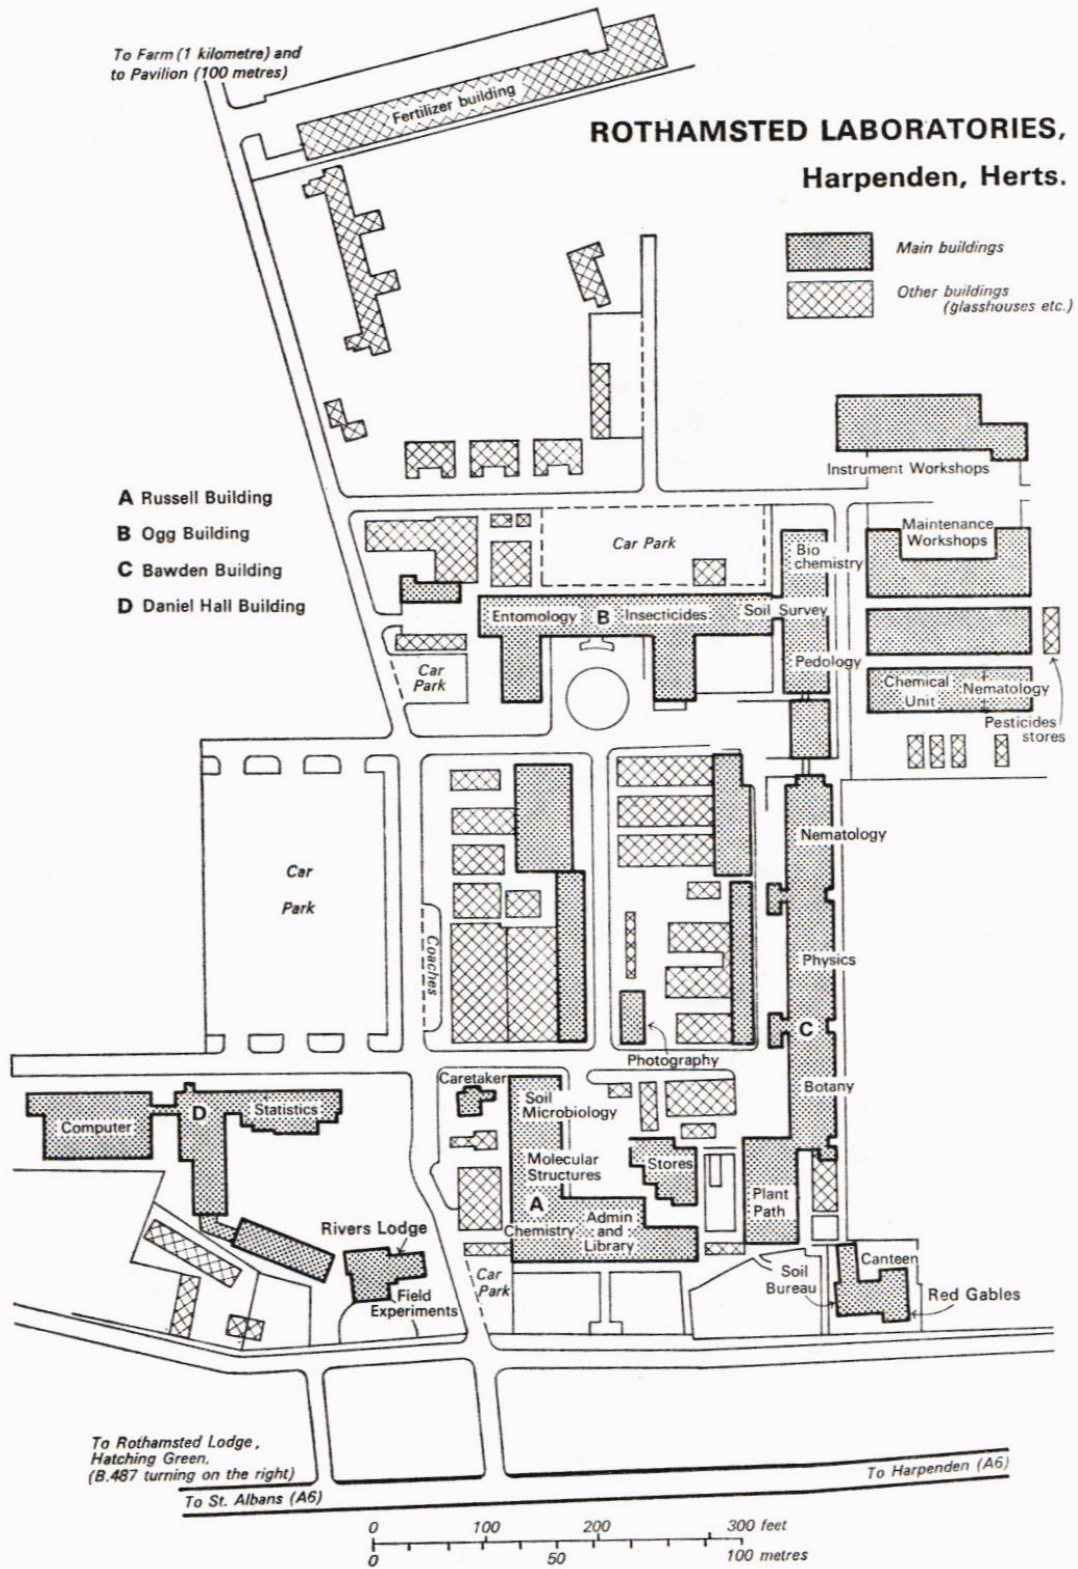 To Farm (1 kilometre) and
to Pavilion (100 metres)
Fertilizer building
ROTHAMSTED LABORATORIES,
Harpenden, Herts.
Main buildings
Other buildings
(glasshouses etc.)
Instrument Workshops
A Russell Building
B Ogg Building
C Bawden Building
D Daniel Hall Building
Car Park
Bio
chemistry
Maintenance
Workshops
Entomology
B
Insecticides
Soil Survey
Car
Park
Pedology
Chemical
Unit
Nematology
Pesticides
stores
Nematology
Car
Park
Coaches
Physics
C
Photography
Botany
Caretaker
Soil
Microbiology
Computer
D
Statistics
Molecular
Structures
Stores
A
Chemistry
Admin
and
Library
Plant
Path
Rivers Lodge
Field
Experiments
Car
Park
Soil
Bureau
Canteen
Red Gables
To Rothamsted Lodge,
Hatching Green,
(B.487 turning on the right)
To St. Albans (A6)
To Harpenden (A6)
0 100 200 300 feet
0 50 100 metres